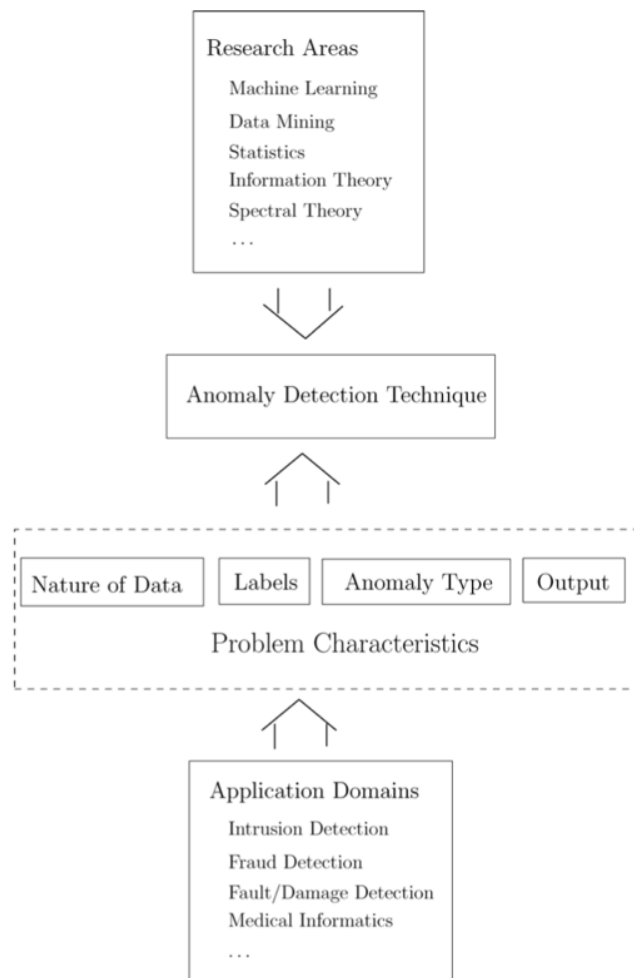 Research Areas
Machine Learning
Data Mining
Statistics
Information Theory
Spectral Theory
. . .
Anomaly Detection Technique
Nature of Data Labels Anomaly Type Output
Problem Characteristics
Application Domains
Intrusion Detection
Fraud Detection
Fault/Damage Detection
Medical Informatics
. . .